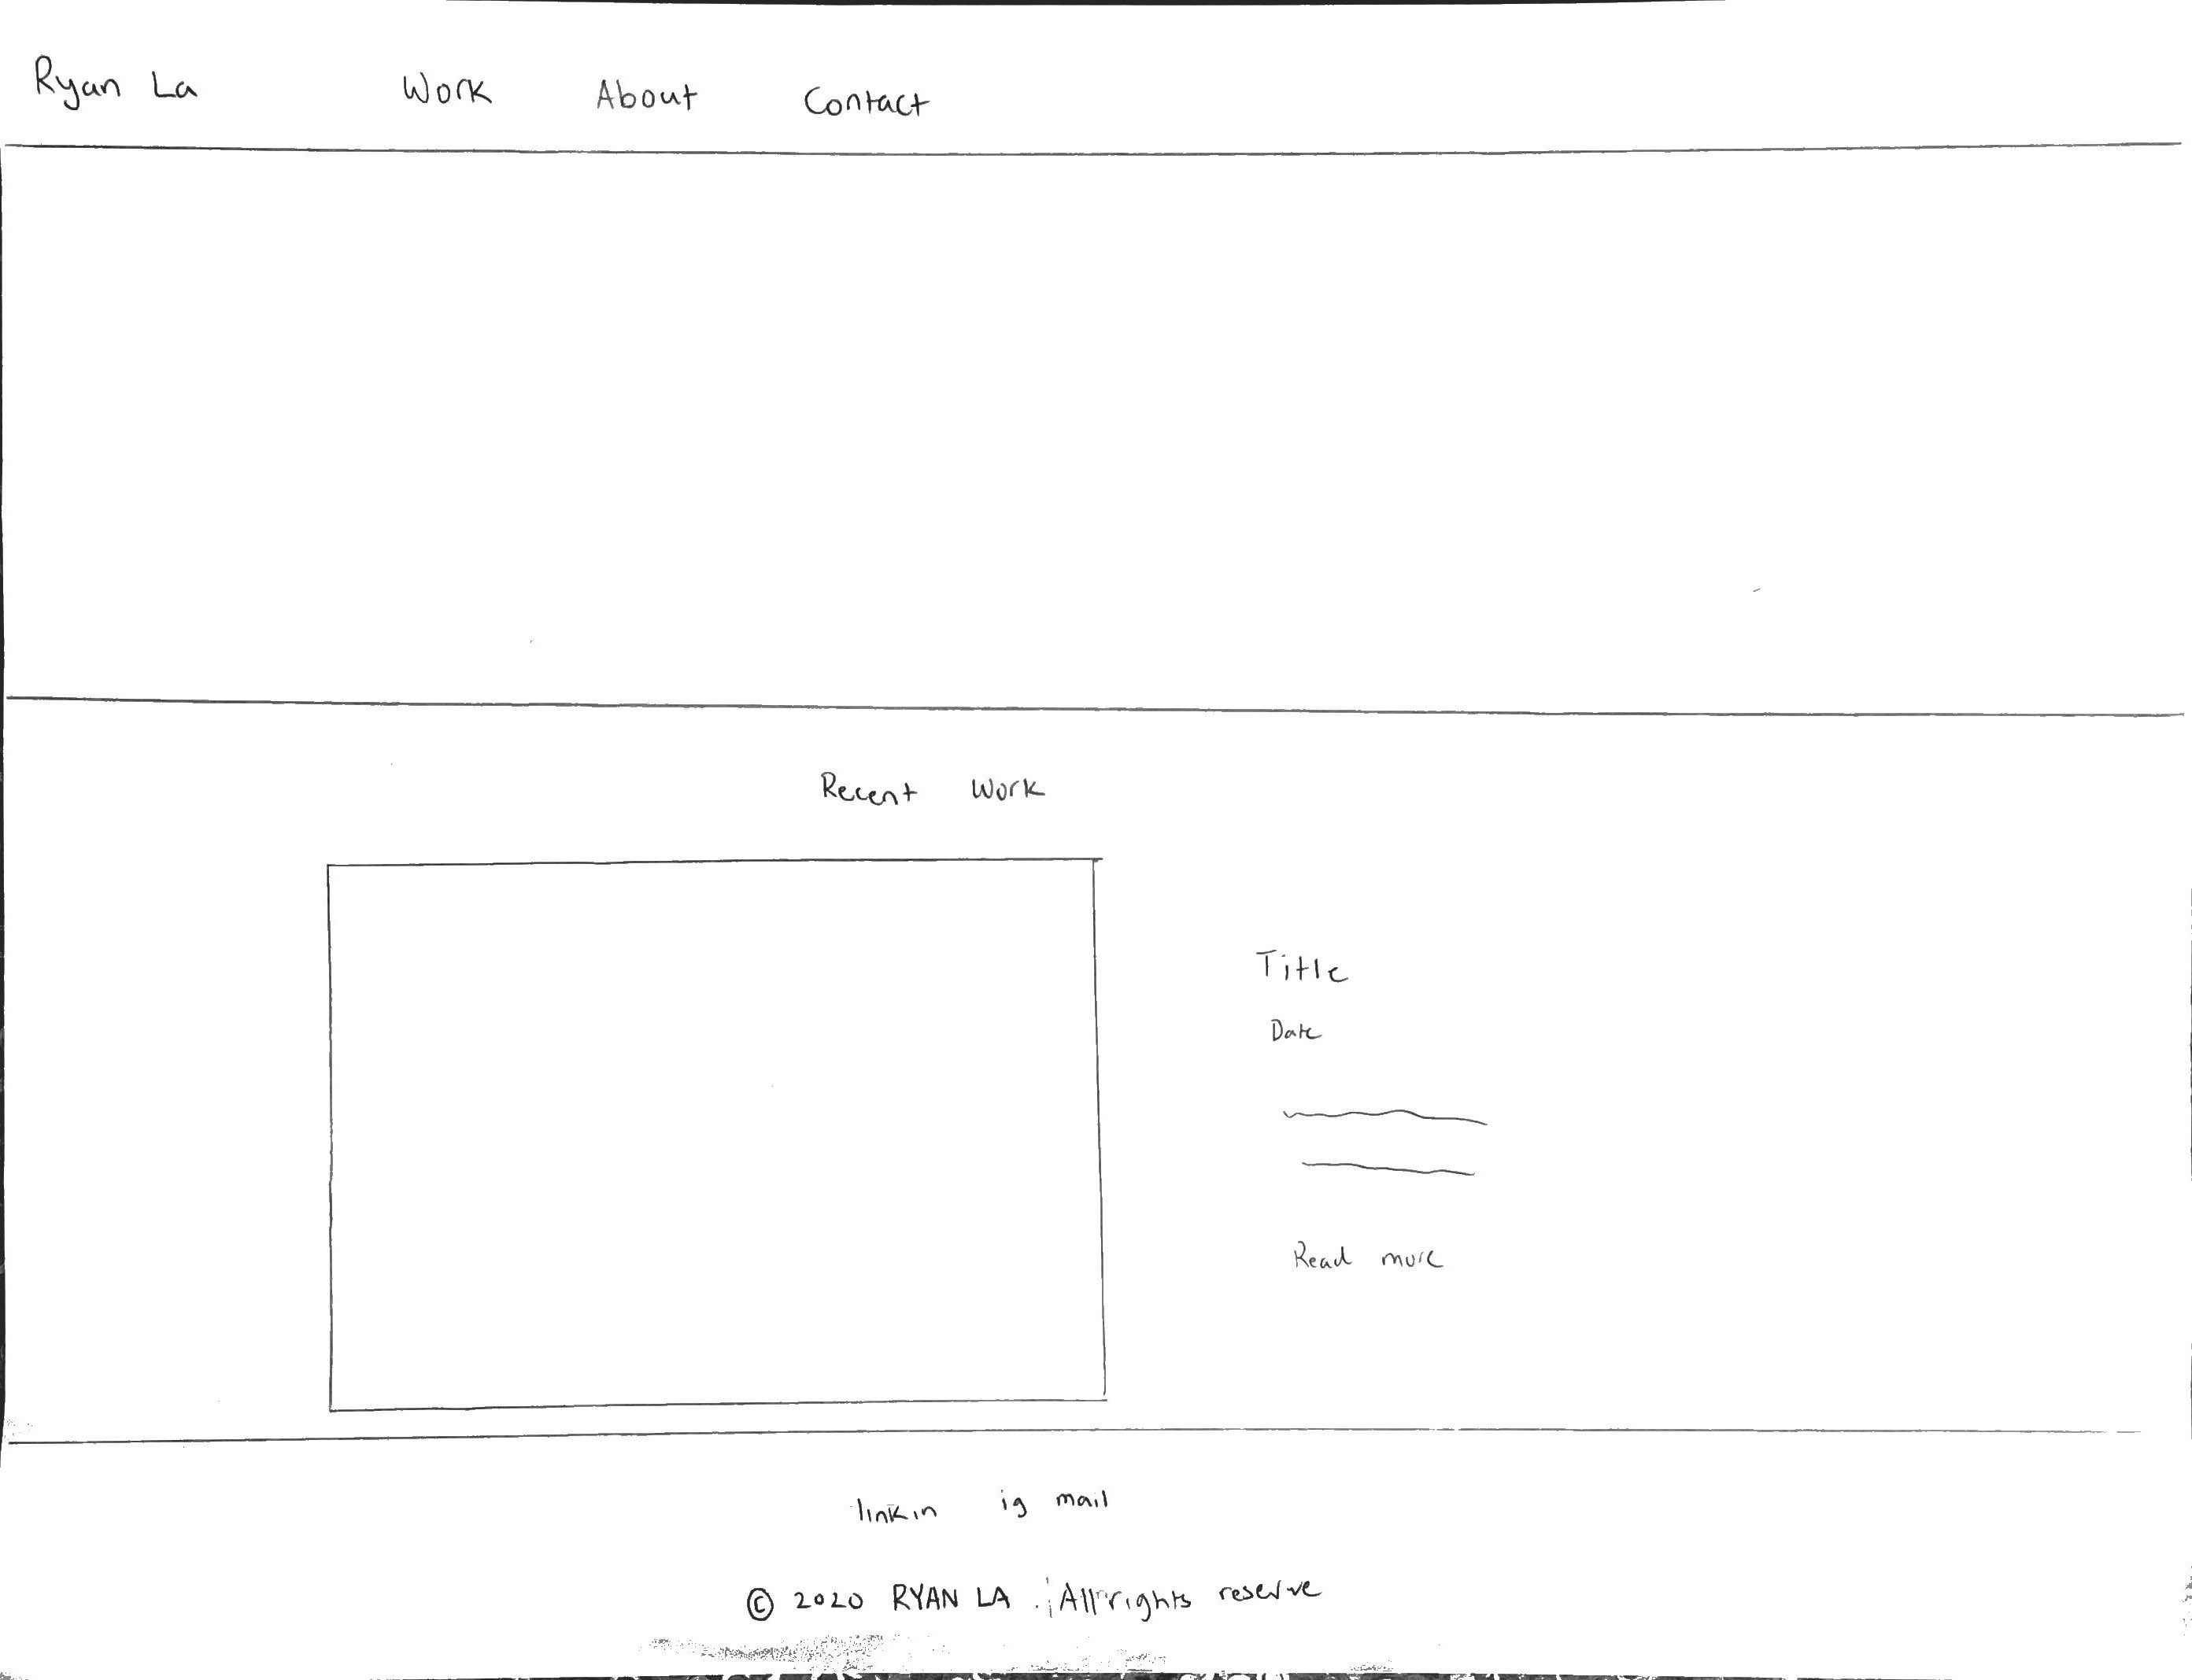 Ryan La Work About Contact
Recent Work
Title
Date
Read more
linkin ig mail
© 2020 RYAN LA . All rights reserve